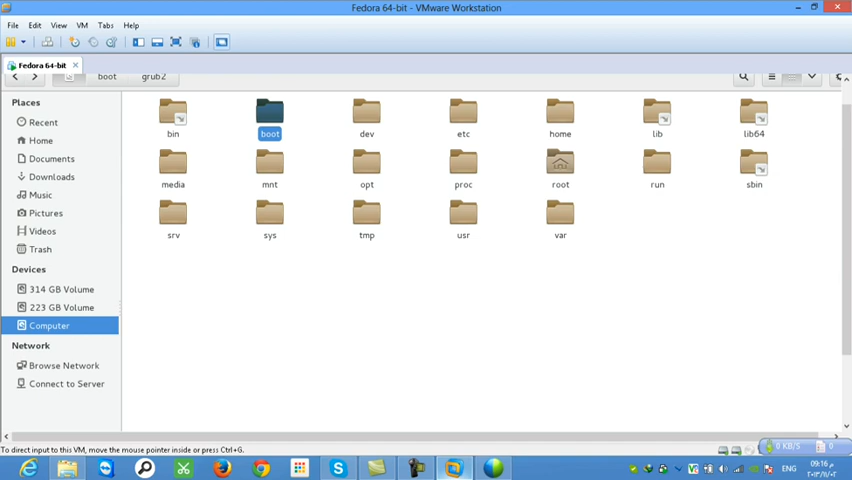 Fedora 64-bit - VMware Workstation
File Edit View VM Tabs Help
Fedora 64-bit
boot grub2
Places
Recent
Home
Documents
Downloads
Music
Pictures
Videos
Trash
Devices
314 GB Volume
223 GB Volume
Computer
Network
Browse Network
Connect to Server
bin boot dev etc home lib lib64
media mnt opt proc root run sbin
srv sys tmp usr var
To direct input to this VM, move the mouse pointer inside or press Ctrl+G.
0 KB/S 0
ENG
09:16 م